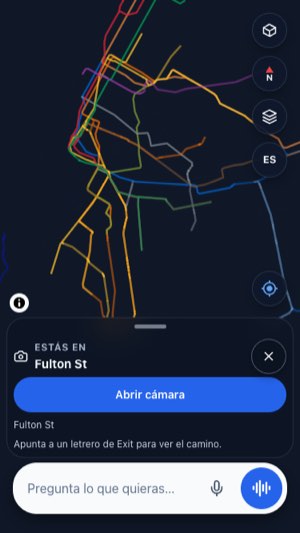 N
ES
ESTÁS EN
Fulton St
Abrir cámara
Fulton St
Apunta a un letrero de Exit para ver el camino.
Pregunta lo que quieras...